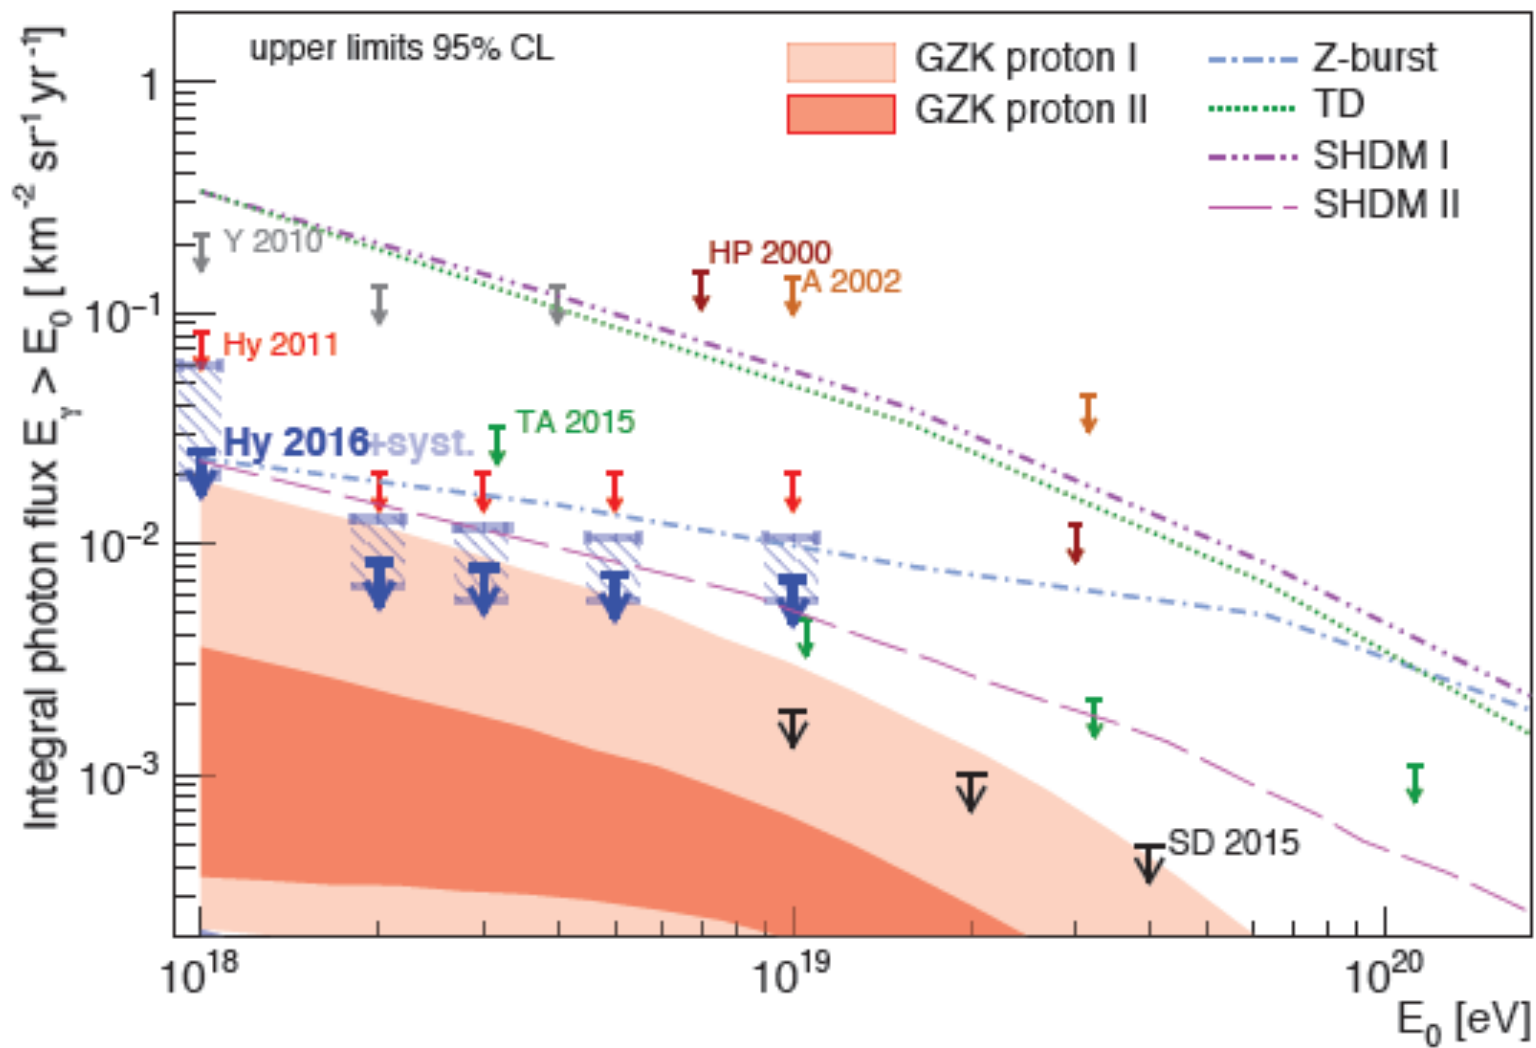 upper limits 95% CL
GZK proton I
GZK proton II
Z-burst
TD
SHDM I
SHDM II
Integral photon flux Eγ > E₀ [ km⁻² sr⁻¹ yr⁻¹]
1
10⁻¹
10⁻²
10⁻³
Y 2010
HP 2000
A 2002
Hy 2011
TA 2015
Hy 2016+syst.
SD 2015
10¹⁸
10¹⁹
10²⁰
E₀ [eV]